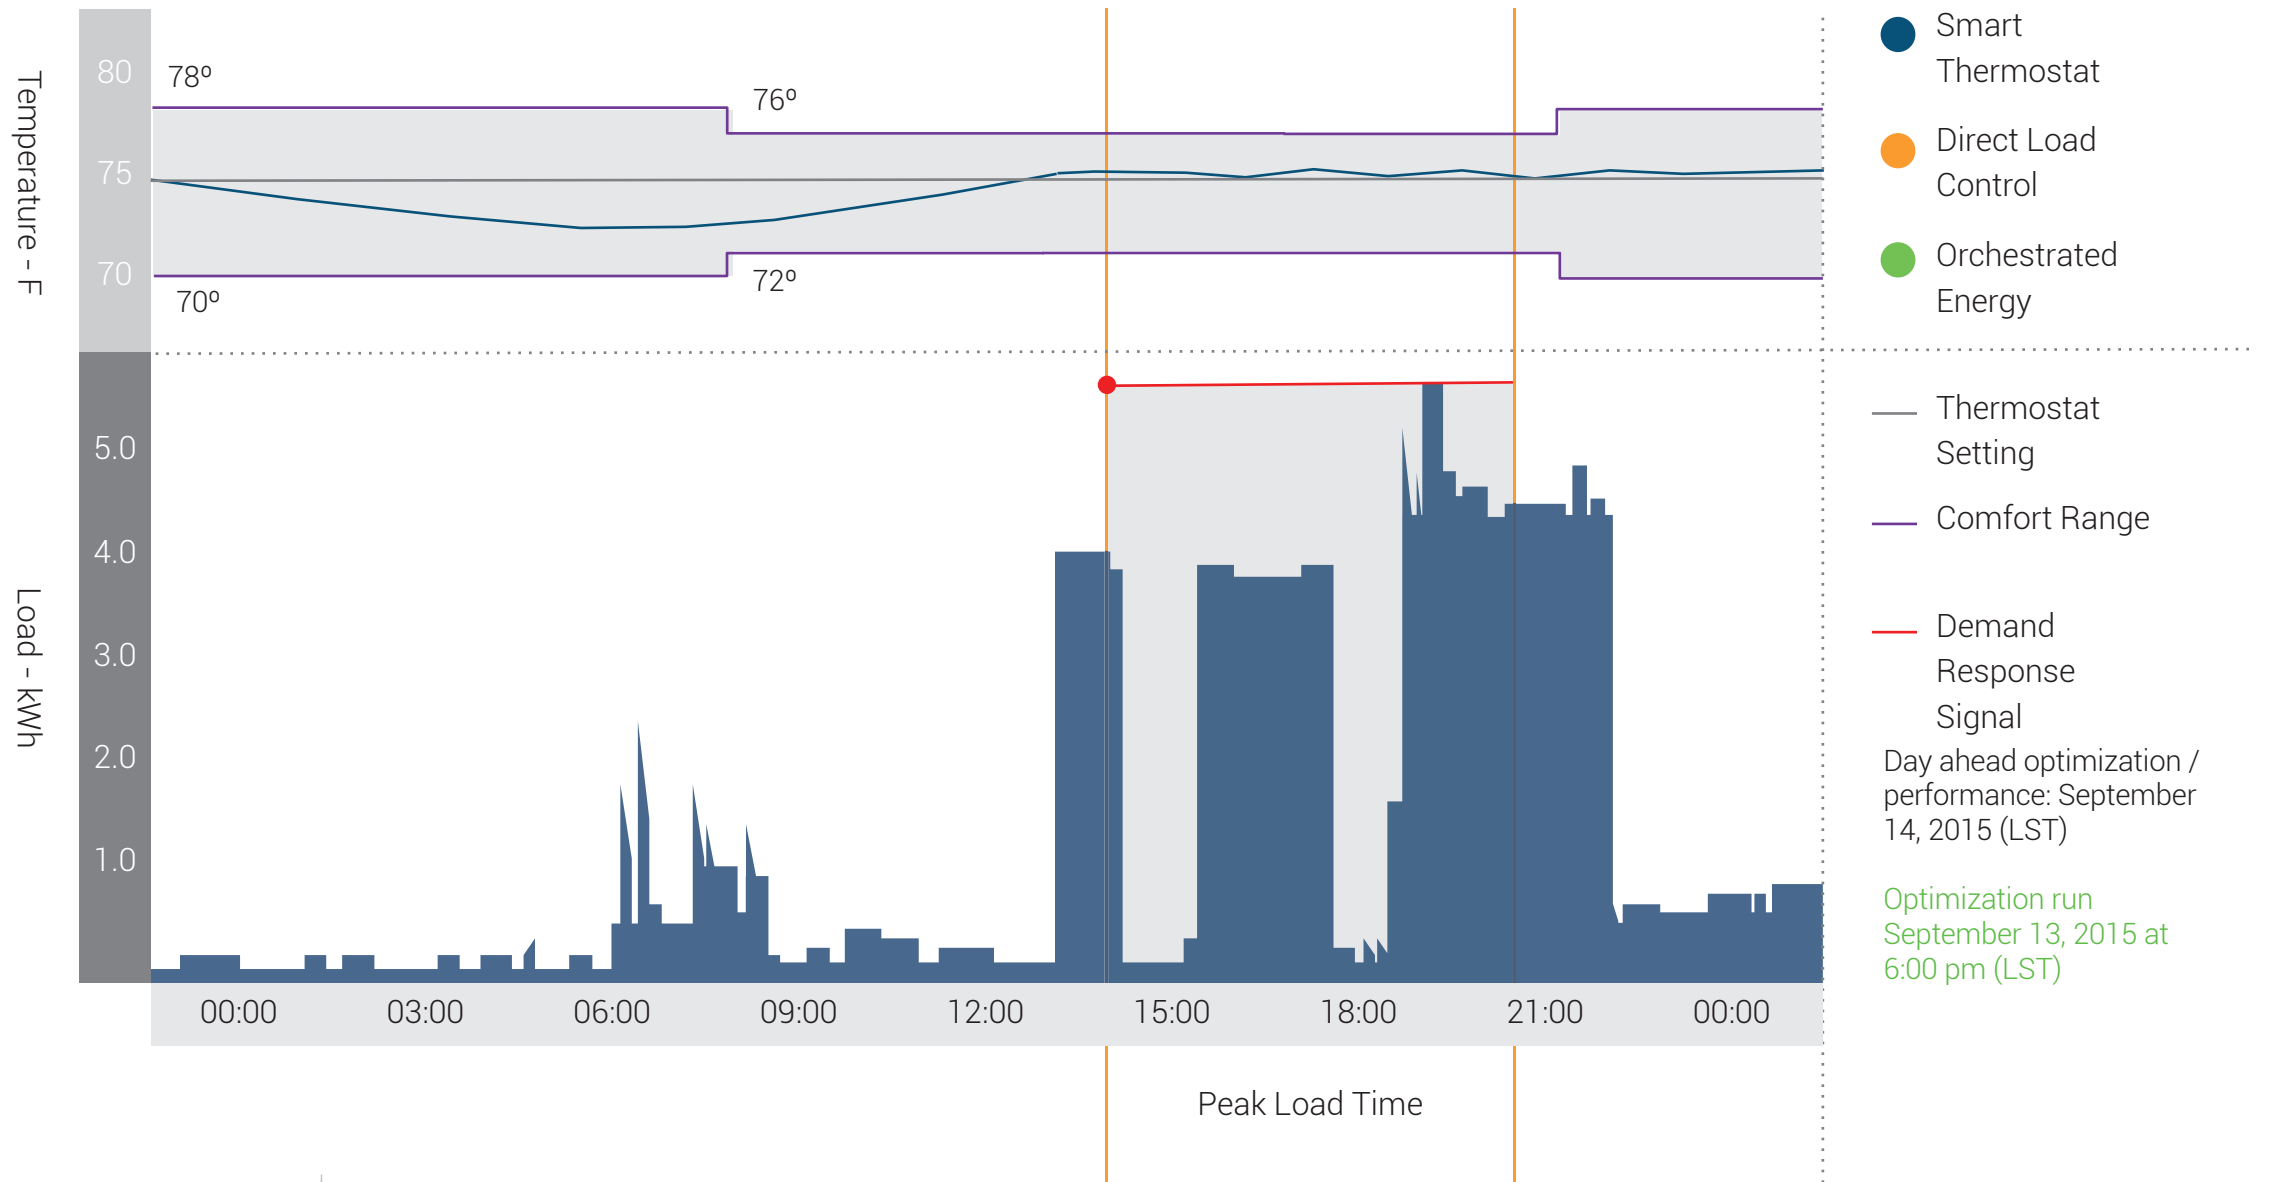 Temperature - F
80
75
70
78º
76º
70º
72º
Load - kWh
5.0
4.0
3.0
2.0
1.0
00:00
03:00
06:00
09:00
12:00
15:00
18:00
21:00
00:00
Peak Load Time
Smart
Thermostat
Direct Load
Control
Orchestrated
Energy
Thermostat
Setting
Comfort Range
Demand
Response
Signal
Day ahead optimization /
performance: September
14, 2015 (LST)
Optimization run
September 13, 2015 at
6:00 pm (LST)